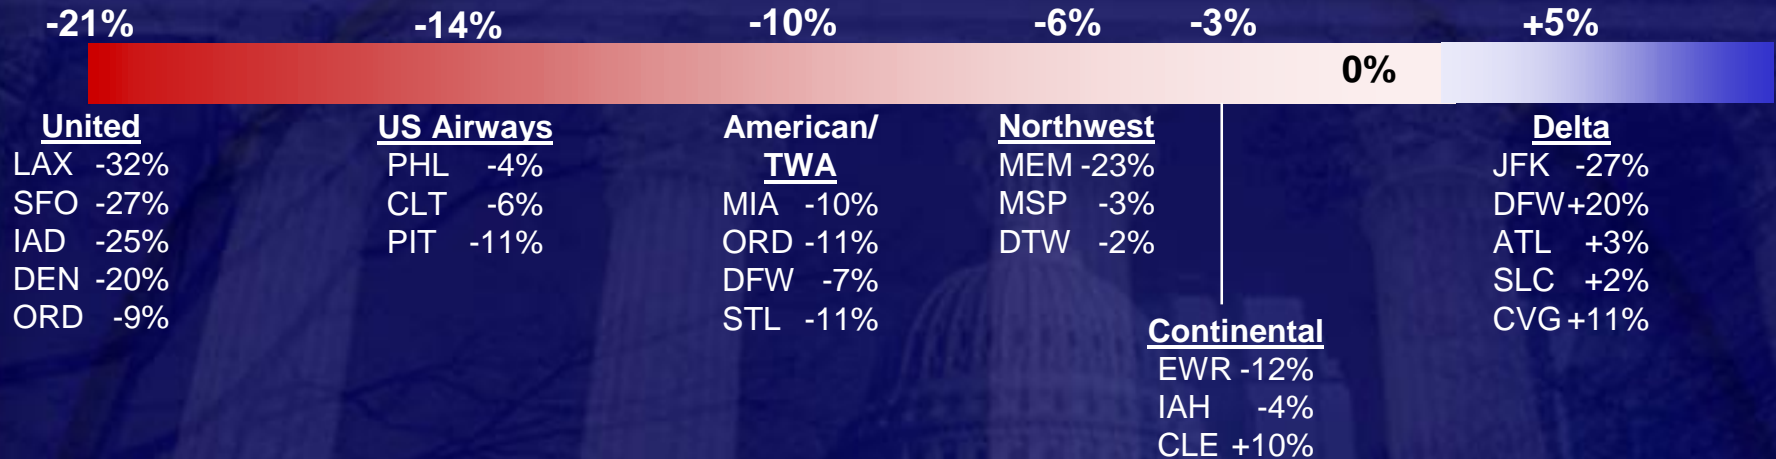 -21% -14% -10% -6% -3% +5%
0%
United
LAX -32%
SFO -27%
IAD -25%
DEN -20%
ORD -9%
US Airways
PHL -4%
CLT -6%
PIT -11%
American/
TWA
MIA -10%
ORD -11%
DFW -7%
STL -11%
Northwest
MEM -23%
MSP -3%
DTW -2%
Continental
EWR -12%
IAH -4%
CLE +10%
Delta
JFK -27%
DFW +20%
ATL +3%
SLC +2%
CVG +11%